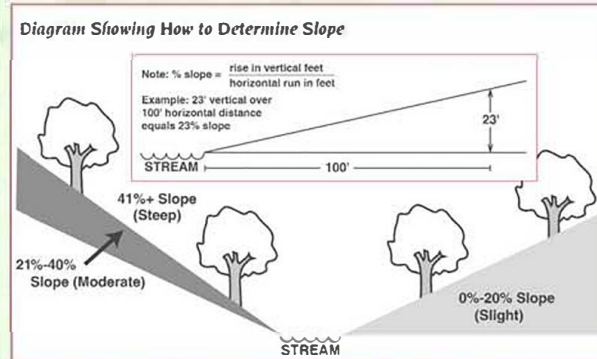 Diagram Showing How to Determine Slope
Note: % slope = rise in vertical feet
horizontal run in feet
Example: 23' vertical over
100' horizontal distance
equals 23% slope
23'
STREAM
100'
41%+ Slope
(Steep)
21%-40%
Slope (Moderate)
0%-20% Slope
(Slight)
STREAM